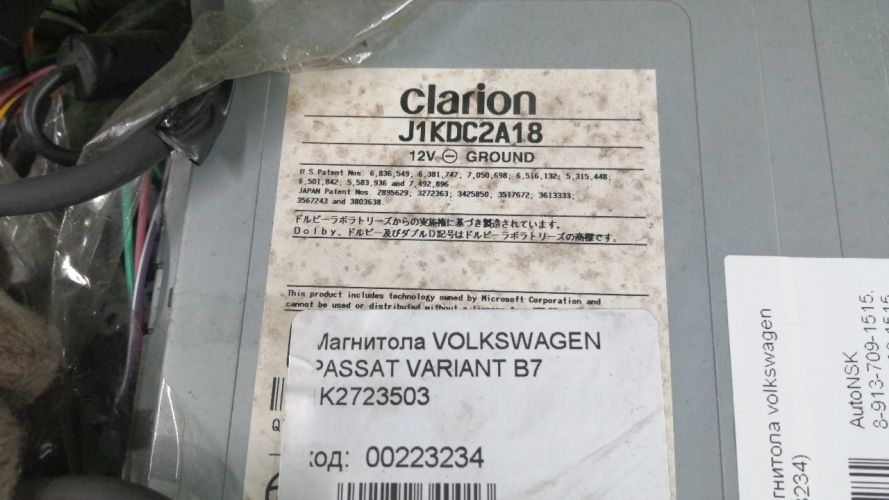 clarion
J1KDC2A18
12V ⊖ GROUND
U.S.Patent Nos. 6,836,549; 6,381,747; 7,050,698; 6,516,132; 5,315,448;
6,501,842; 5,583,936 and 7,492,896
JAPAN Patent Nos. 2895629; 3272363; 3425850; 3517672; 3613333;
3567243 and 3803638
ドルビーラボラトリーズからの実施権に基づき製造されています。
Dolby、ドルビー及びダブルD記号はドルビーラボラトリーズの商標です。
This product includes technology owned by Microsoft Corporation and
cannot be used or distributed without a license from
Магнитола VOLKSWAGEN
PASSAT VARIANT B7
1K2723503
код: 00223234
гнитола volkswagen
3234)
AutoNSK
8-913-709-1515,